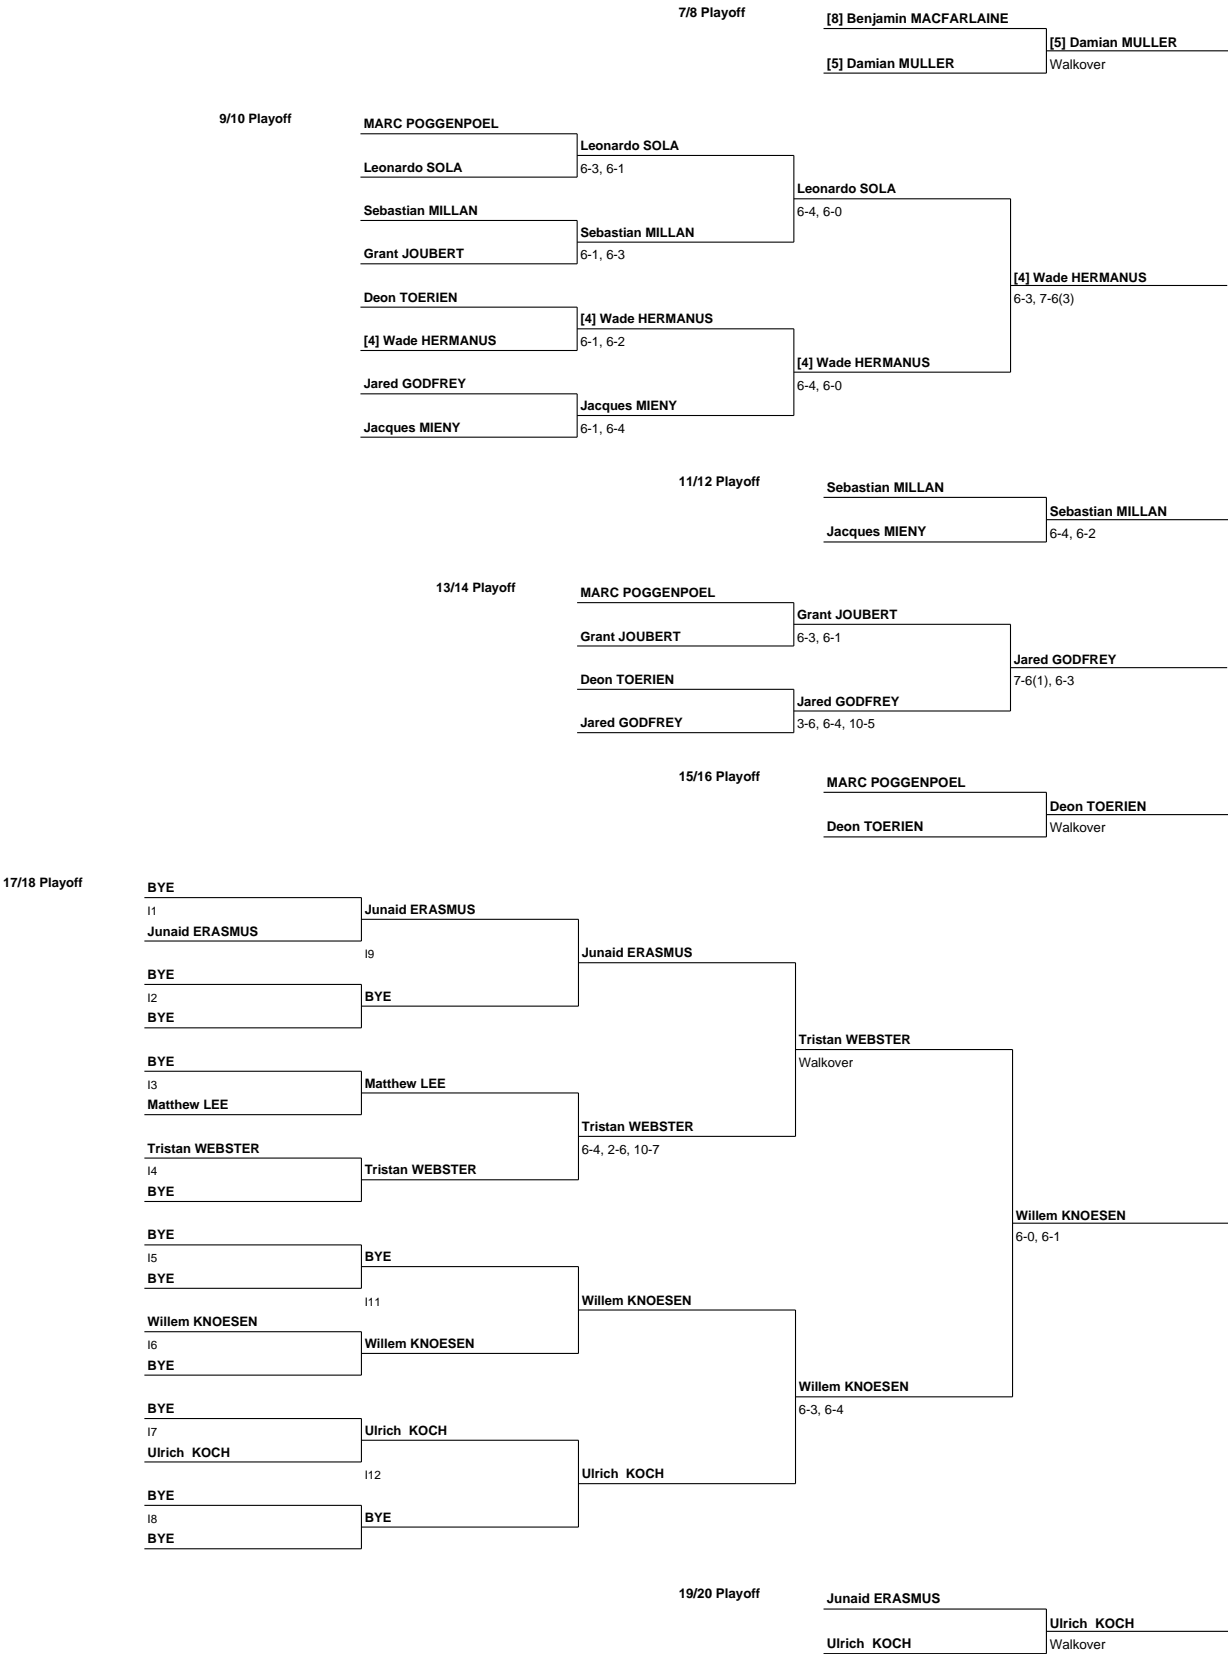 7/8 Playoff
[8] Benjamin MACFARLAINE
[5] Damian MULLER
[5] Damian MULLER
Walkover
9/10 Playoff
MARC POGGENPOEL
Leonardo SOLA
Leonardo SOLA
6-3, 6-1
Leonardo SOLA
6-4, 6-0
Sebastian MILLAN
Sebastian MILLAN
Grant JOUBERT
6-1, 6-3
[4] Wade HERMANUS
6-3, 7-6(3)
Deon TOERIEN
[4] Wade HERMANUS
[4] Wade HERMANUS
6-1, 6-2
[4] Wade HERMANUS
6-4, 6-0
Jared GODFREY
Jacques MIENY
Jacques MIENY
6-1, 6-4
11/12 Playoff
Sebastian MILLAN
Sebastian MILLAN
Jacques MIENY
6-4, 6-2
13/14 Playoff
MARC POGGENPOEL
Grant JOUBERT
Grant JOUBERT
6-3, 6-1
Jared GODFREY
7-6(1), 6-3
Deon TOERIEN
Jared GODFREY
Jared GODFREY
3-6, 6-4, 10-5
15/16 Playoff
MARC POGGENPOEL
Deon TOERIEN
Deon TOERIEN
Walkover
17/18 Playoff
BYE
I1
Junaid ERASMUS
Junaid ERASMUS
I9
Junaid ERASMUS
BYE
I2
BYE
BYE
Tristan WEBSTER
Walkover
BYE
I3
Matthew LEE
Matthew LEE
Tristan WEBSTER
6-4, 2-6, 10-7
Tristan WEBSTER
I4
Tristan WEBSTER
BYE
Willem KNOESEN
6-0, 6-1
BYE
I5
BYE
BYE
I11
Willem KNOESEN
Willem KNOESEN
I6
Willem KNOESEN
BYE
Willem KNOESEN
6-3, 6-4
BYE
I7
Ulrich KOCH
Ulrich KOCH
I12
Ulrich KOCH
BYE
I8
BYE
BYE
19/20 Playoff
Junaid ERASMUS
Ulrich KOCH
Ulrich KOCH
Walkover